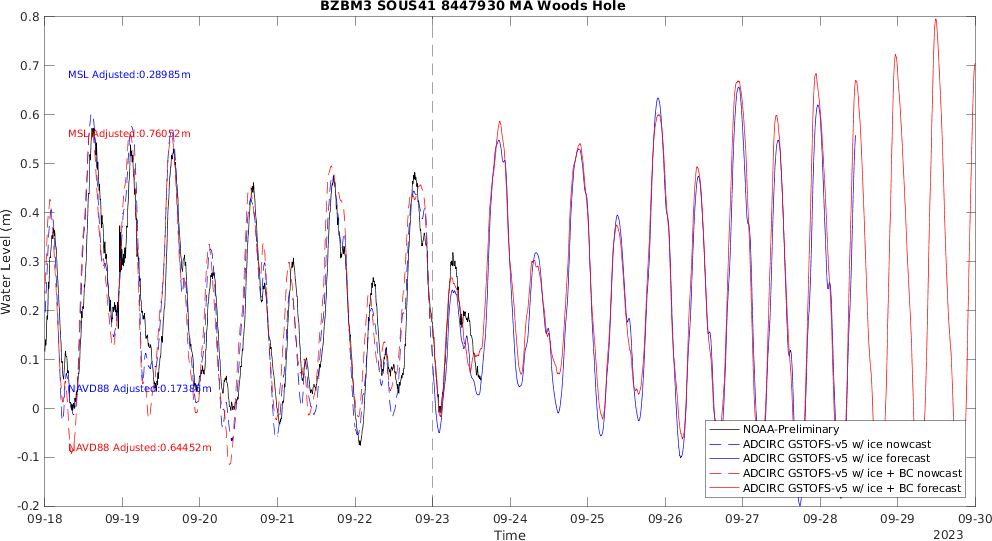 BZBM3 SOUS41 8447930 MA Woods Hole
0.8
0.7
0.6
0.5
0.4
0.3
0.2
0.1
0
-0.1
-0.2
Water Level (m)
MSL Adjusted:0.28985m
MSL Adjusted:0.76052m
NAVD88 Adjusted:0.17386m
NAVD88 Adjusted:0.64452m
NOAA-Preliminary
ADCIRC GSTOFS-v5 w/ ice nowcast
ADCIRC GSTOFS-v5 w/ ice forecast
ADCIRC GSTOFS-v5 w/ ice + BC nowcast
ADCIRC GSTOFS-v5 w/ ice + BC forecast
09-18 09-19 09-20 09-21 09-22 09-23 09-24 09-25 09-26 09-27 09-28 09-29 09-30
Time
2023